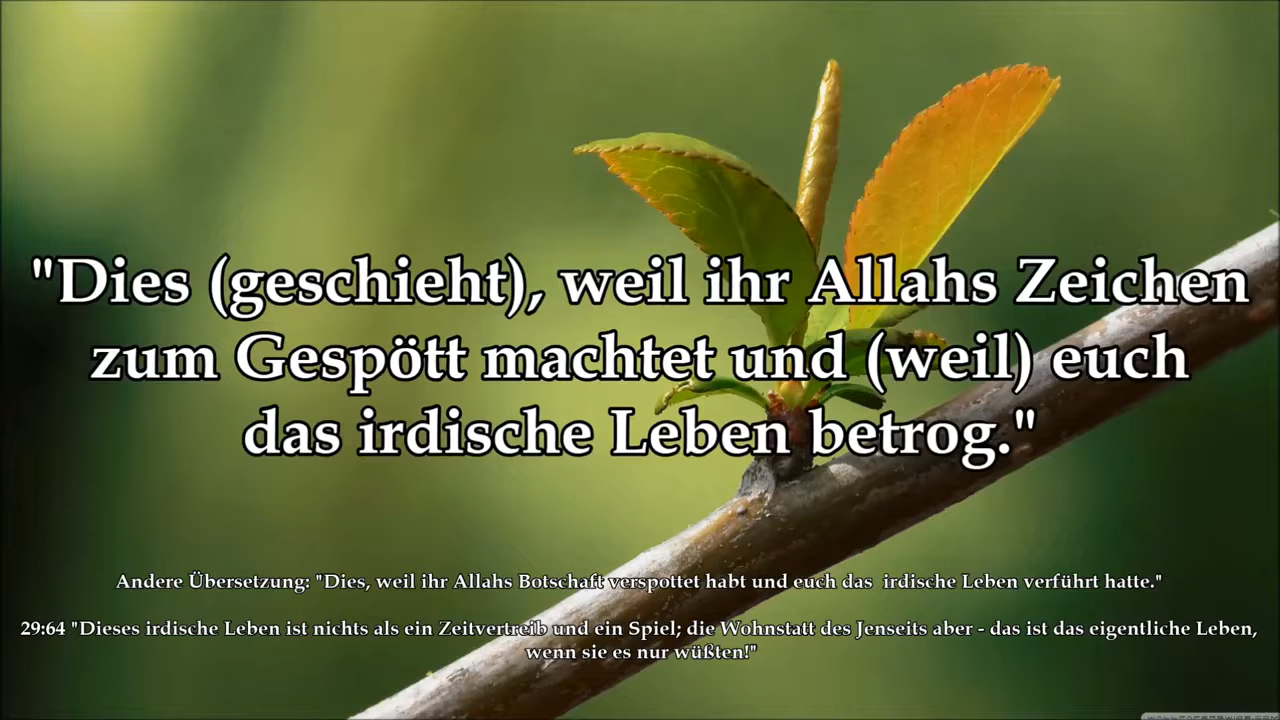 "Dies (geschieht), weil ihr Allahs Zeichen
zum Gespött machtet und (weil) euch
das irdische Leben betrog."
Andere Übersetzung: "Dies, weil ihr Allahs Botschaft verspottet habt und euch das  irdische Leben verführt hatte."
29:64 "Dieses irdische Leben ist nichts als ein Zeitvertreib und ein Spiel; die Wohnstatt des Jenseits aber - das ist das eigentliche Leben,
wenn sie es nur wüßten!"